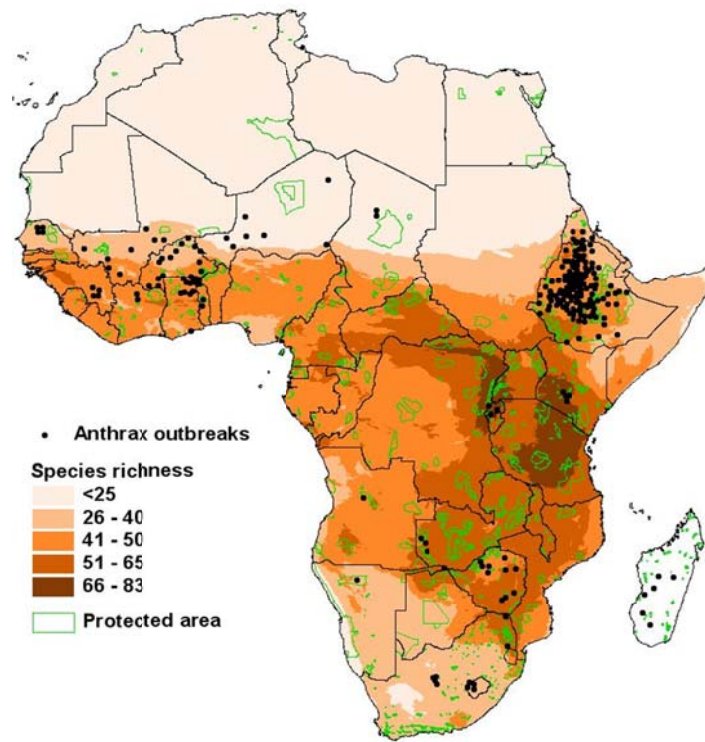 Anthrax outbreaks
Species richness
<25
26 - 40
41 - 50
51 - 65
66 - 83
Protected area